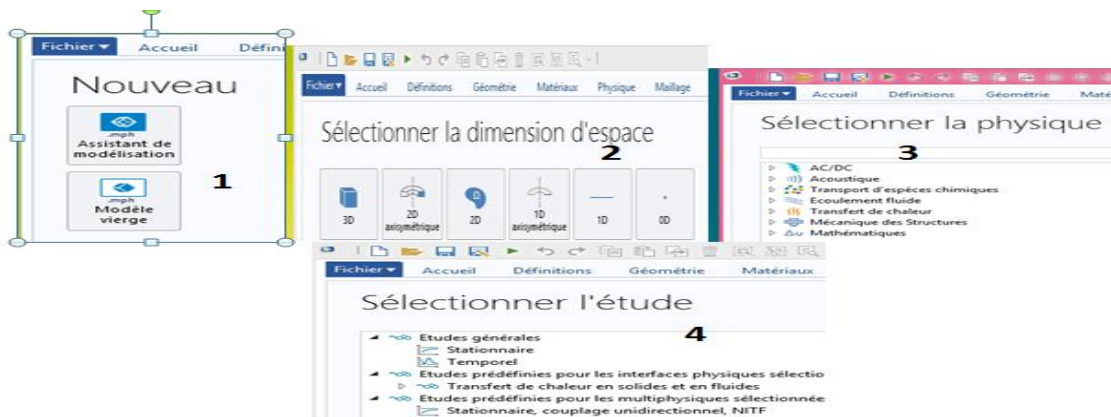 Fichier Accueil Défini
Nouveau
.mph
Assistant de
modélisation
1
.mph
Modèle
vierge
Fichier Accueil Définitions Géométrie Matériaux Physique Maillage
Sélectionner la dimension d'espace
2
3D
2D
axisymétrique
2D
1D
axisymétrique
1D
0D
Fichier Accueil Définitions Géométrie Maté
Sélectionner la physique
3
AC/DC
Acoustique
Transport d'espèces chimiques
Ecoulement fluide
Transfert de chaleur
Mécanique des Structures
Δu Mathématiques
Fichier Accueil Définitions Géométrie Matériaux
Sélectionner l'étude
4
Etudes générales
Stationnaire
Temporel
Etudes prédéfinies pour les interfaces physiques sélectio
Transfert de chaleur en solides et en fluides
Etudes prédéfinies pour les multiphysiques sélectionnée
Stationnaire, couplage unidirectionnel, NITF